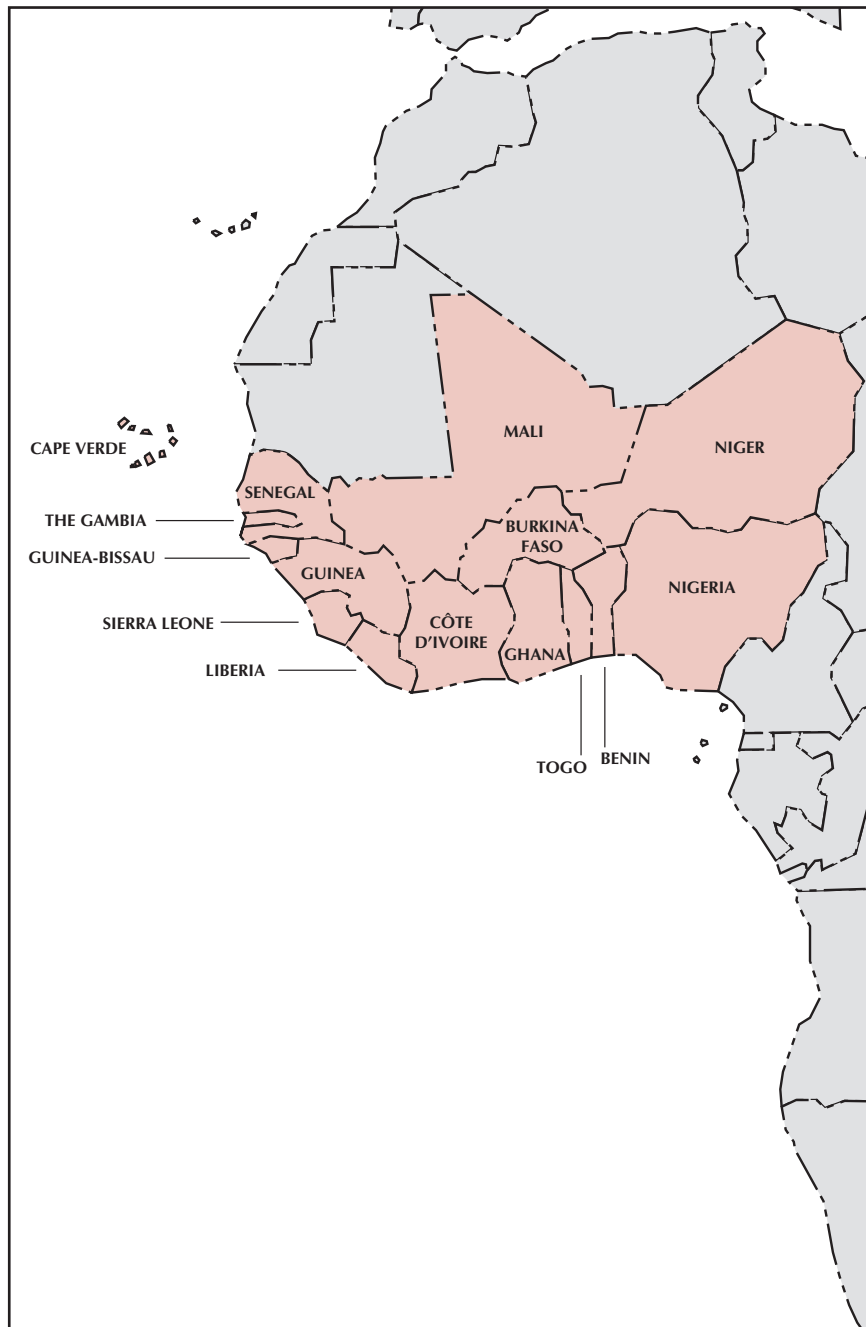 MALI
NIGER
CAPE VERDE
SENEGAL
THE GAMBIA
BURKINA
FASO
GUINEA-BISSAU
GUINEA
NIGERIA
SIERRA LEONE
CÔTE
D'IVOIRE
GHANA
LIBERIA
TOGO
BENIN